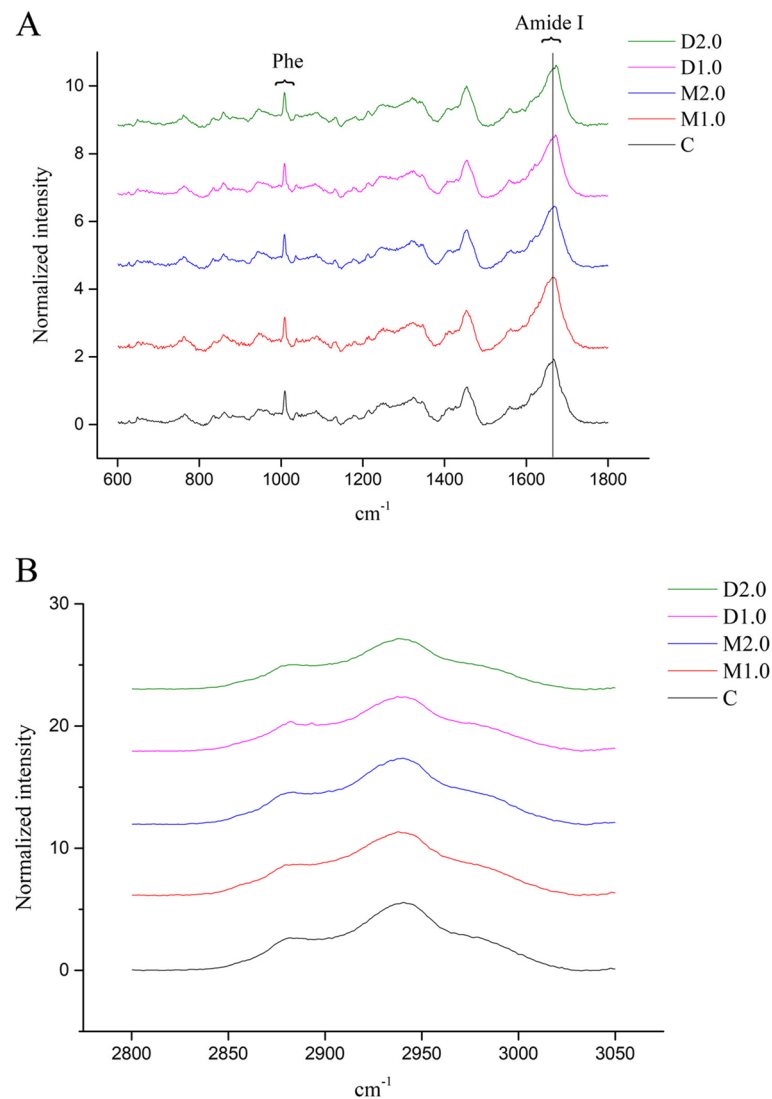 A
Phe
Amide I
D2.0
D1.0
M2.0
M1.0
C
Normalized intensity
10
8
6
4
2
0
600 800 1000 1200 1400 1600 1800
cm-1
B
D2.0
D1.0
M2.0
M1.0
C
Normalized intensity
30
20
10
0
2800 2850 2900 2950 3000 3050
cm-1